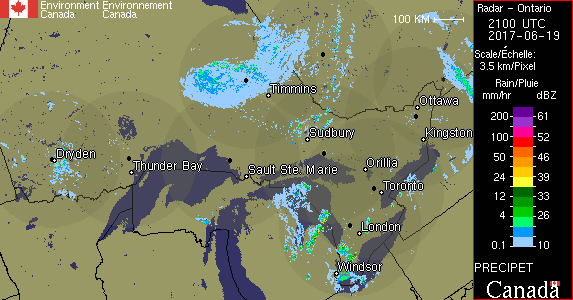 Environment Environnement
Canada Canada
100 KM
Timmins
Ottawa
Sudbury
Kingston
Dryden
Thunder Bay
Sault Ste. Marie
Orillia
Toronto
London
Windsor
Radar - Ontario
2100 UTC
2017-06-19
Scale/Échelle:
3.5 km/Pixel
Rain/Pluie
mm/hr dBZ
200 61
100 52
50 46
24 39
12 33
4 26
0.1 10
PRECIPET
Canada